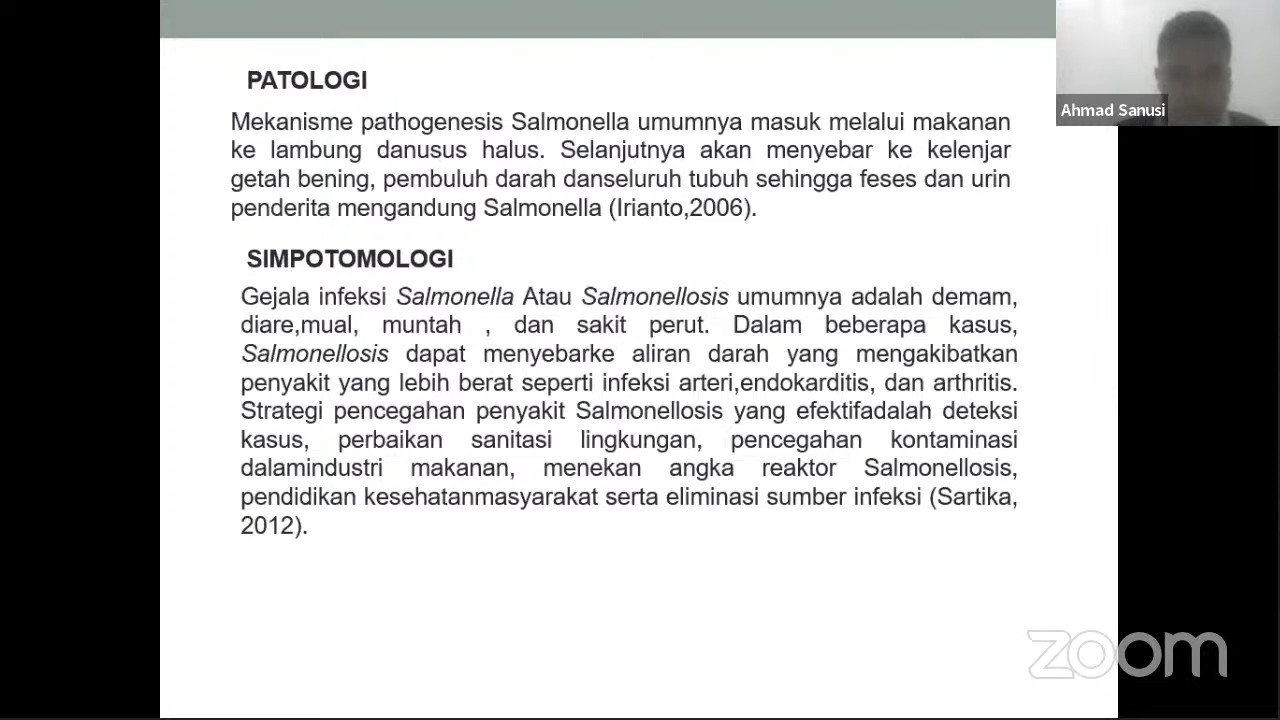 PATOLOGI
Mekanisme pathogenesis Salmonella umumnya masuk melalui makanan
ke lambung danusus halus. Selanjutnya akan menyebar ke kelenjar
getah bening, pembuluh darah danseluruh tubuh sehingga feses dan urin
penderita mengandung Salmonella (Irianto,2006).
SIMPOTOMOLOGI
Gejala infeksi Salmonella Atau Salmonellosis umumnya adalah demam,
diare,mual, muntah , dan sakit perut. Dalam beberapa kasus,
Salmonellosis dapat menyebarke aliran darah yang mengakibatkan
penyakit yang lebih berat seperti infeksi arteri,endokarditis, dan arthritis.
Strategi pencegahan penyakit Salmonellosis yang efektifadalah deteksi
kasus, perbaikan sanitasi lingkungan, pencegahan kontaminasi
dalamindustri makanan, menekan angka reaktor Salmonellosis,
pendidikan kesehatanmasyarakat serta eliminasi sumber infeksi (Sartika,
2012).
Ahmad Sanusi
zoom